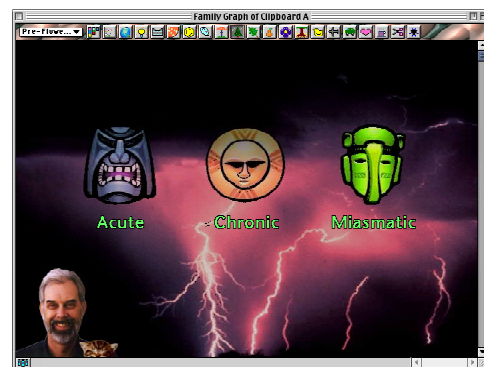 Family Graph of Clipboard A
Pre-Flowe...
Acute
Chronic
Miasmatic